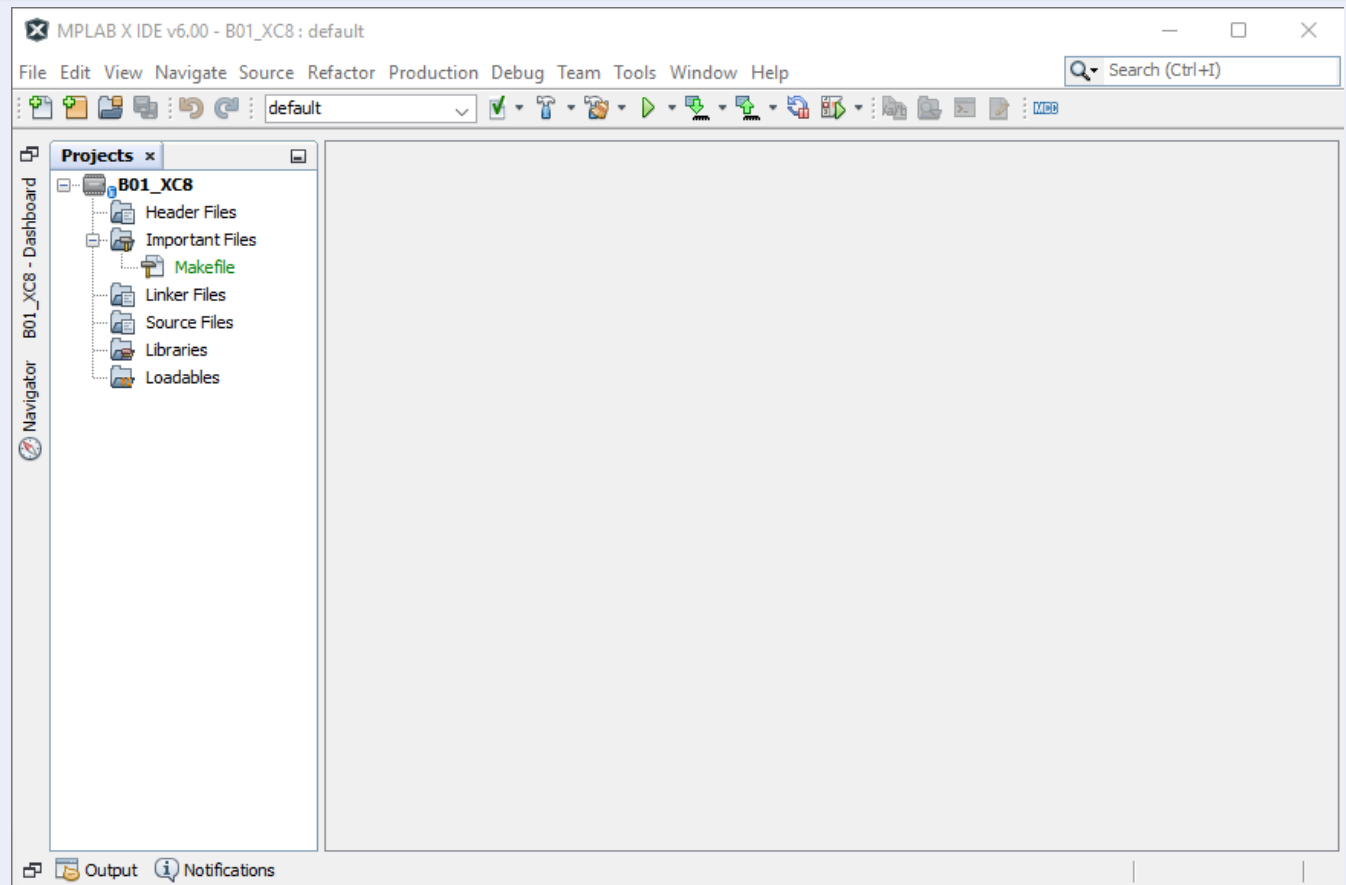 MPLAB X IDE v6.00 - B01_XC8 : default
File Edit View Navigate Source Refactor Production Debug Team Tools Window Help
Search (Ctrl+I)
default
MCC
Projects
B01_XC8
Header Files
Important Files
Makefile
Linker Files
Source Files
Libraries
Loadables
B01_XC8 - Dashboard
Navigator
Output Notifications